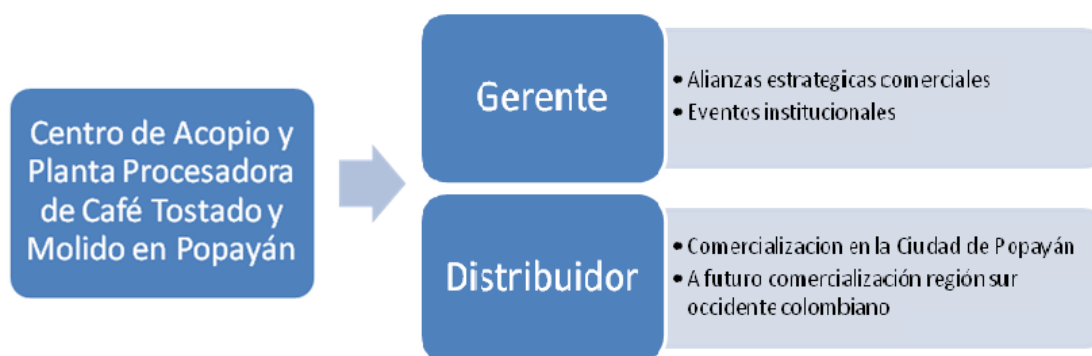 Centro de Acopio y
Planta Procesadora
de Café Tostado y
Molido en Popayán
Gerente
• Alianzas estrategicas comerciales
• Eventos institucionales
Distribuidor
• Comercializacion en la Ciudad de Popayán
• A futuro comercialización región sur
occidente colombiano